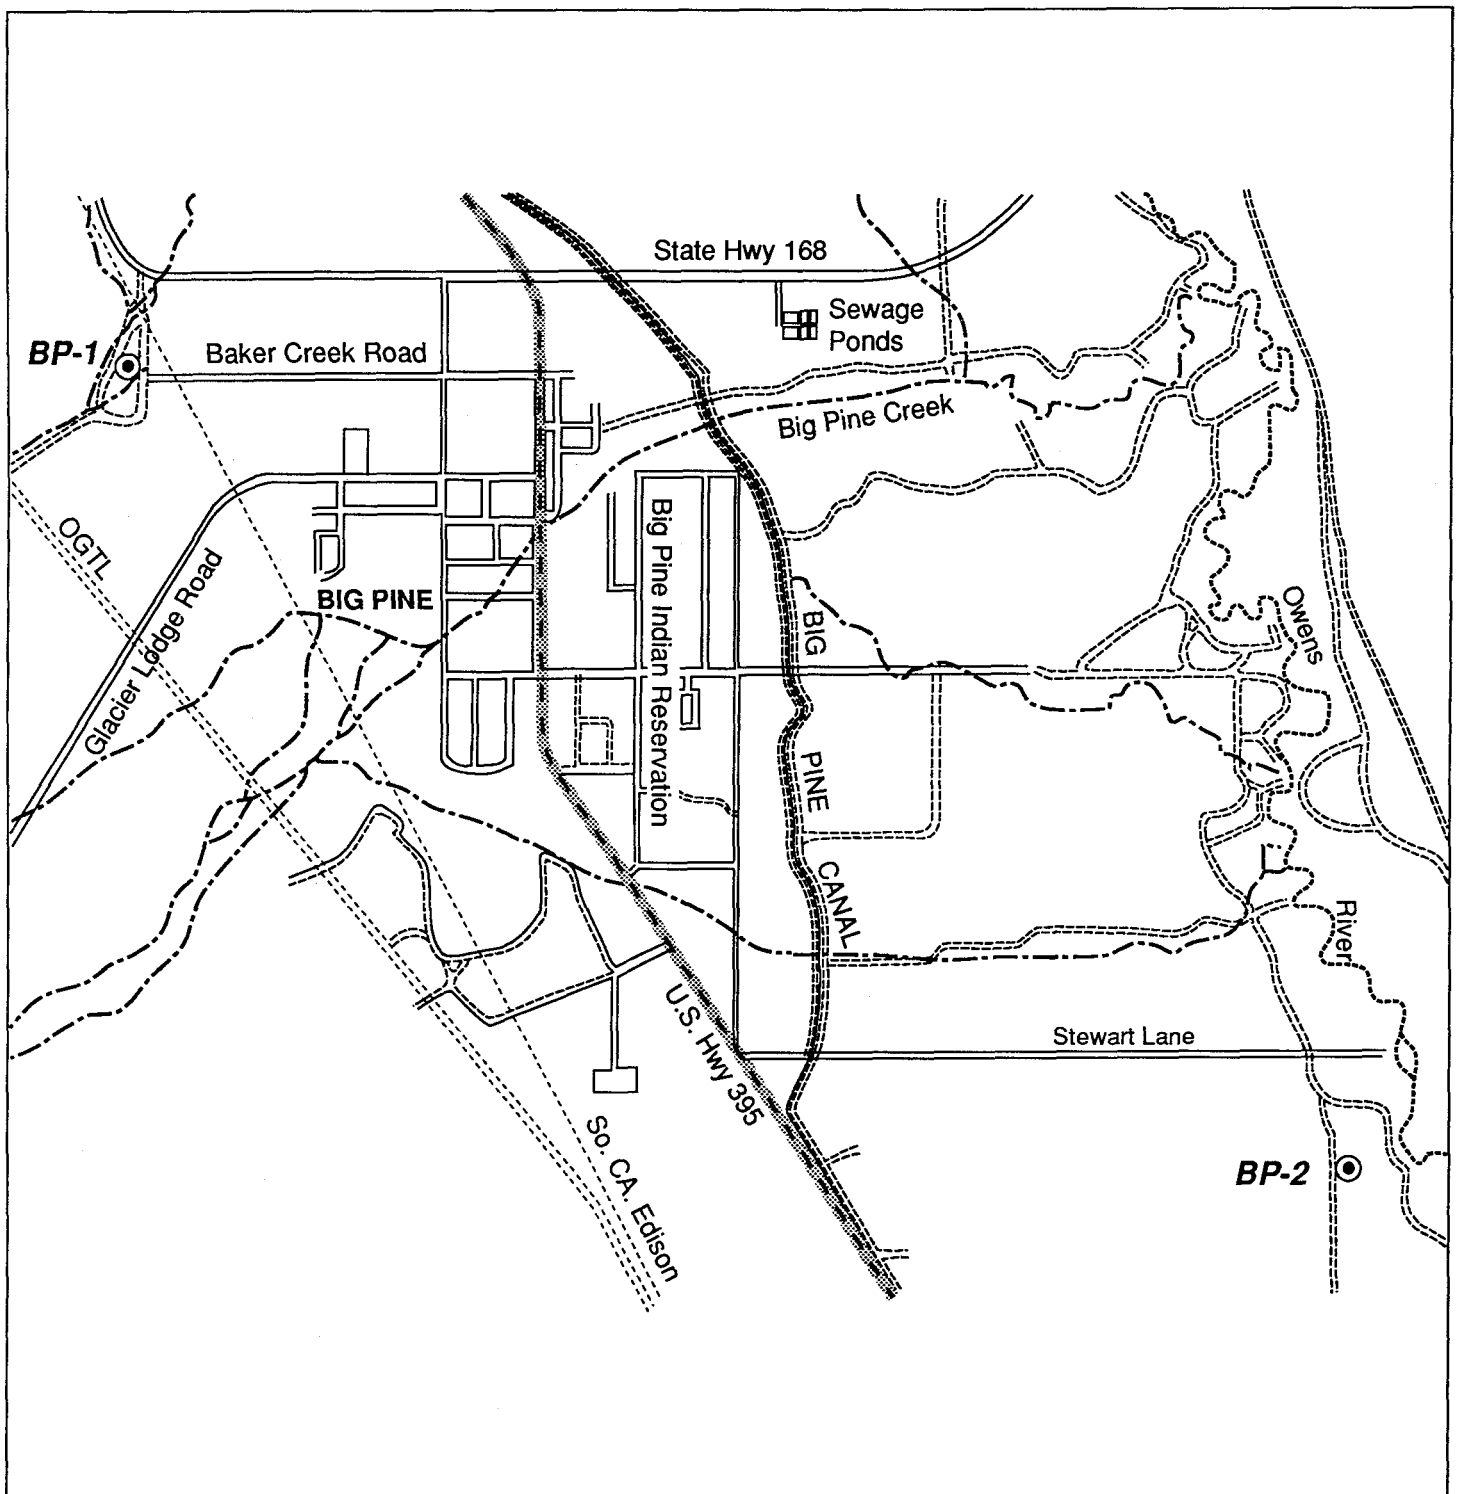 State Hwy 168
Sewage
Ponds
BP-1
Baker Creek Road
Big Pine Creek
OGTL
Glacier Lodge Road
BIG PINE
Big Pine Indian Reservation
BIG
PINE
CANAL
Owens
River
U.S. Hwy 395
Stewart Lane
So. CA. Edison
BP-2